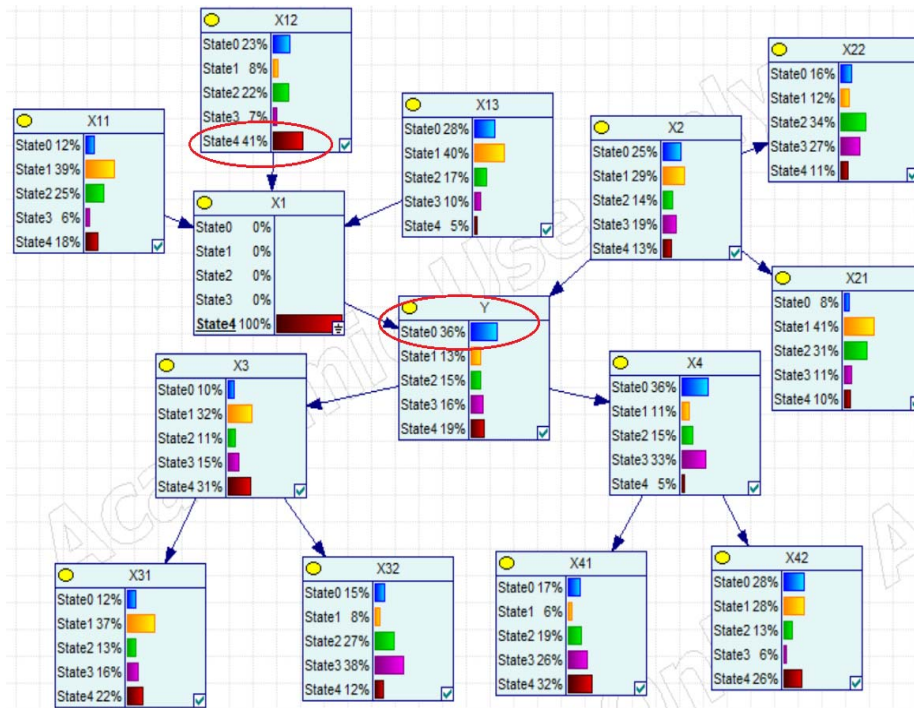 X12
State0 23%
State1 8%
State2 22%
State3 7%
State4 41%
X22
State0 16%
State1 12%
State2 34%
State3 27%
State4 11%
X11
State0 12%
State1 39%
State2 25%
State3 6%
State4 18%
X13
State0 28%
State1 40%
State2 17%
State3 10%
State4 5%
X2
State0 25%
State1 29%
State2 14%
State3 19%
State4 13%
X1
State0 0%
State1 0%
State2 0%
State3 0%
State4 100%
X21
State0 8%
State1 41%
State2 31%
State3 11%
State4 10%
Y
State0 36%
State1 13%
State2 15%
State3 16%
State4 19%
X3
State0 10%
State1 32%
State2 11%
State3 15%
State4 31%
X4
State0 36%
State1 11%
State2 15%
State3 33%
State4 5%
X31
State0 12%
State1 37%
State2 13%
State3 16%
State4 22%
X32
State0 15%
State1 8%
State2 27%
State3 38%
State4 12%
X41
State0 17%
State1 6%
State2 19%
State3 26%
State4 32%
X42
State0 28%
State1 28%
State2 13%
State3 6%
State4 26%